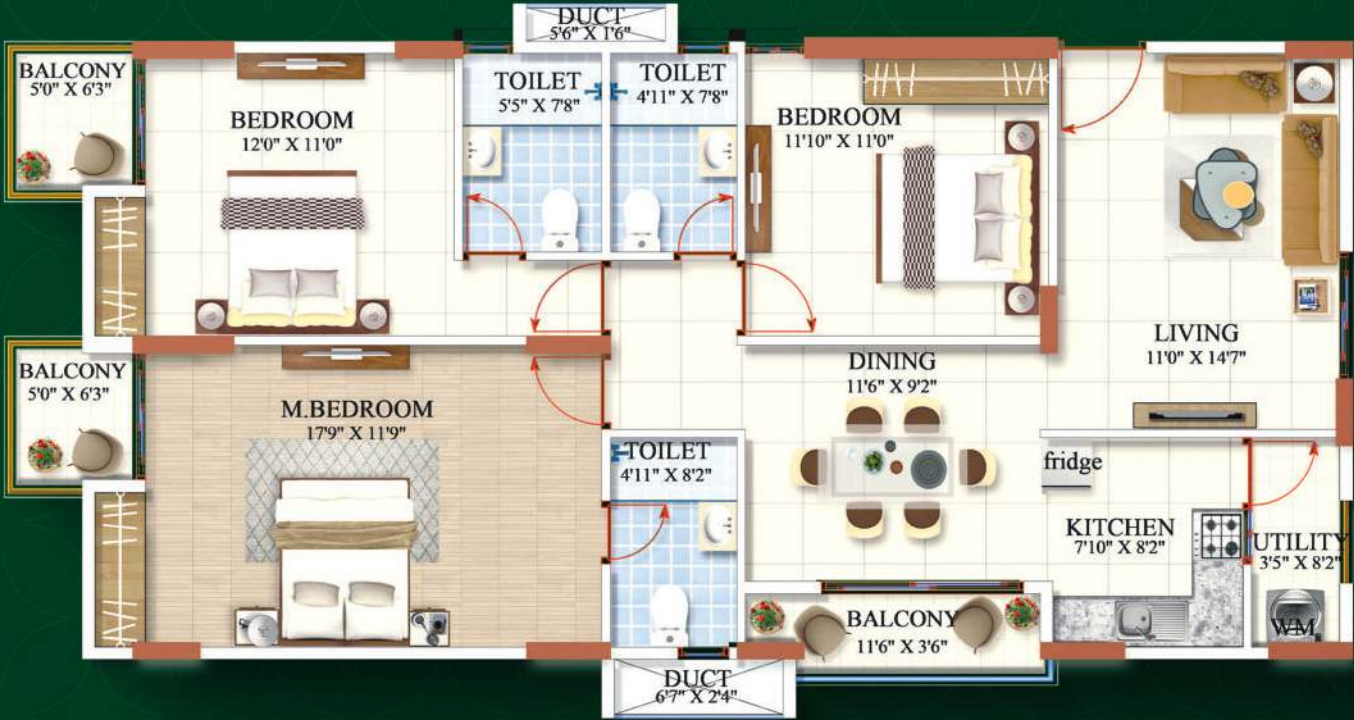 DUCT
5'6" X 1'6"
BALCONY
5'0" X 6'3"
BEDROOM
12'0" X 11'0"
TOILET
5'5" X 7'8"
TOILET
4'11" X 7'8"
BEDROOM
11'10" X 11'0"
LIVING
11'0" X 14'7"
BALCONY
5'0" X 6'3"
M.BEDROOM
17'9" X 11'9"
DINING
11'6" X 9'2"
TOILET
4'11" X 8'2"
fridge
KITCHEN
7'10" X 8'2"
UTILITY
3'5" X 8'2"
WM
BALCONY
11'6" X 3'6"
DUCT
6'7" X 2'4"